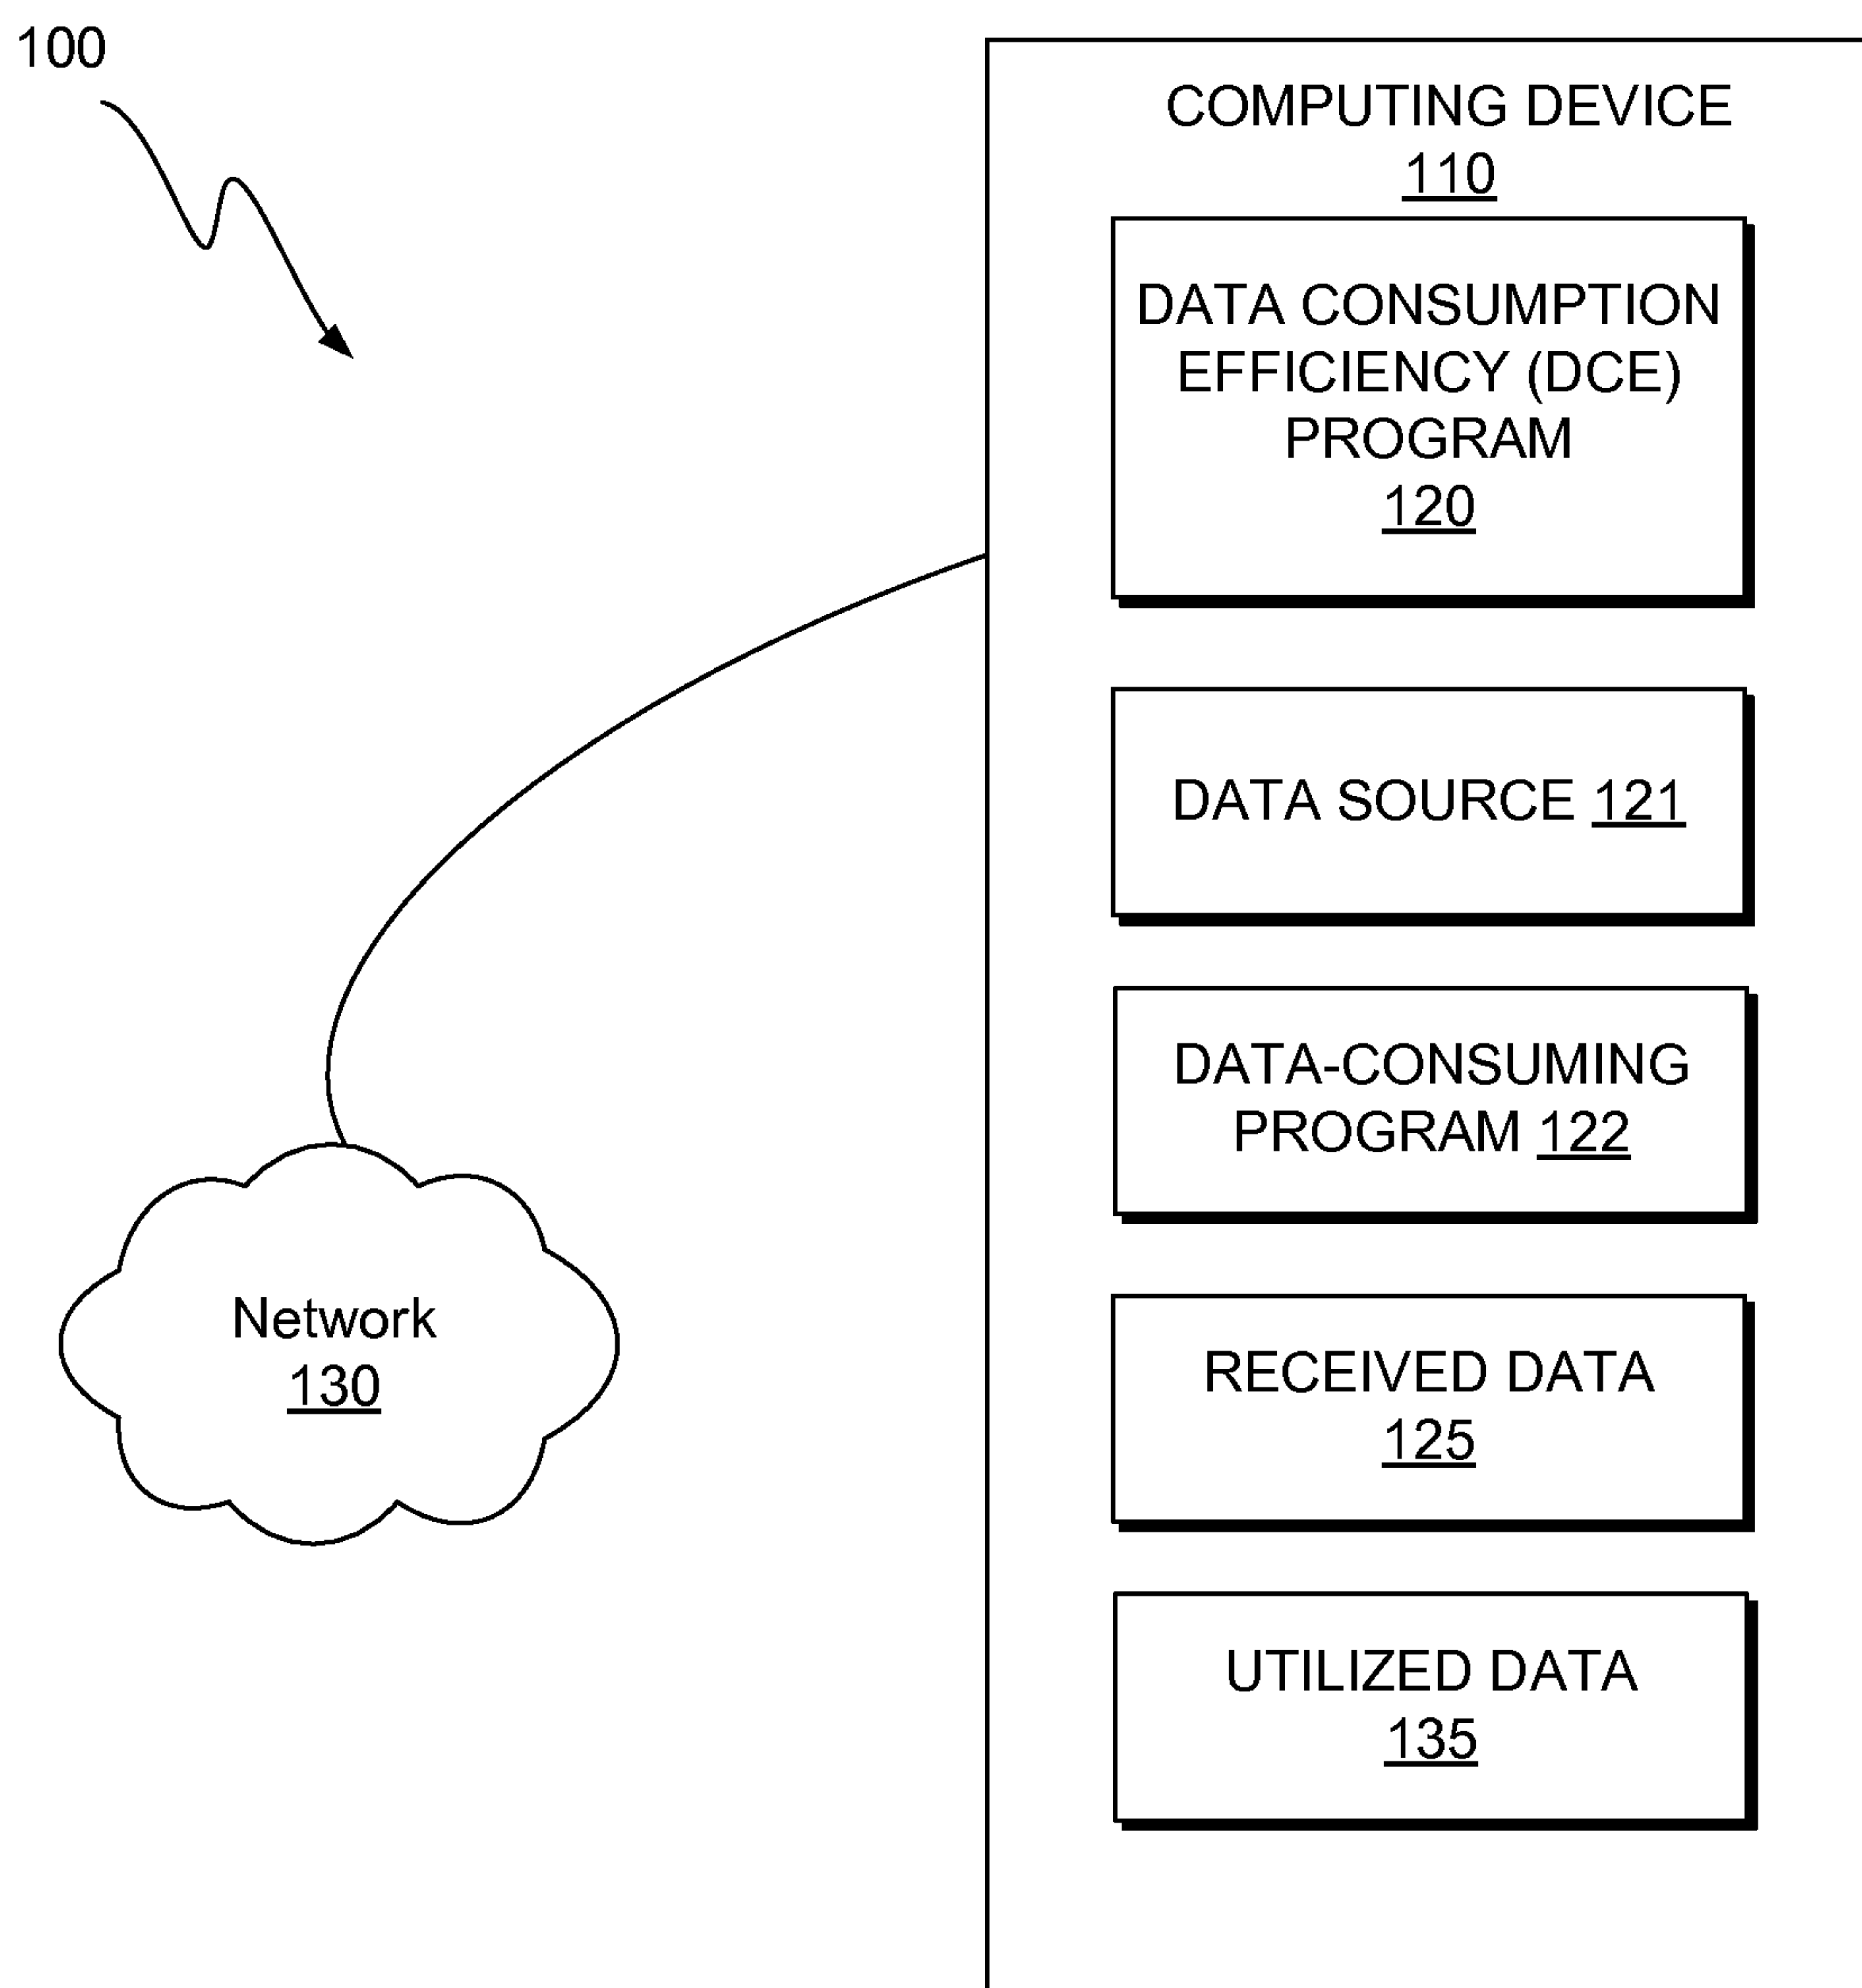 100
COMPUTING DEVICE
110
DATA CONSUMPTION
EFFICIENCY (DCE)
PROGRAM
120
DATA SOURCE 121
DATA-CONSUMING
PROGRAM 122
Network
130
RECEIVED DATA
125
UTILIZED DATA
135